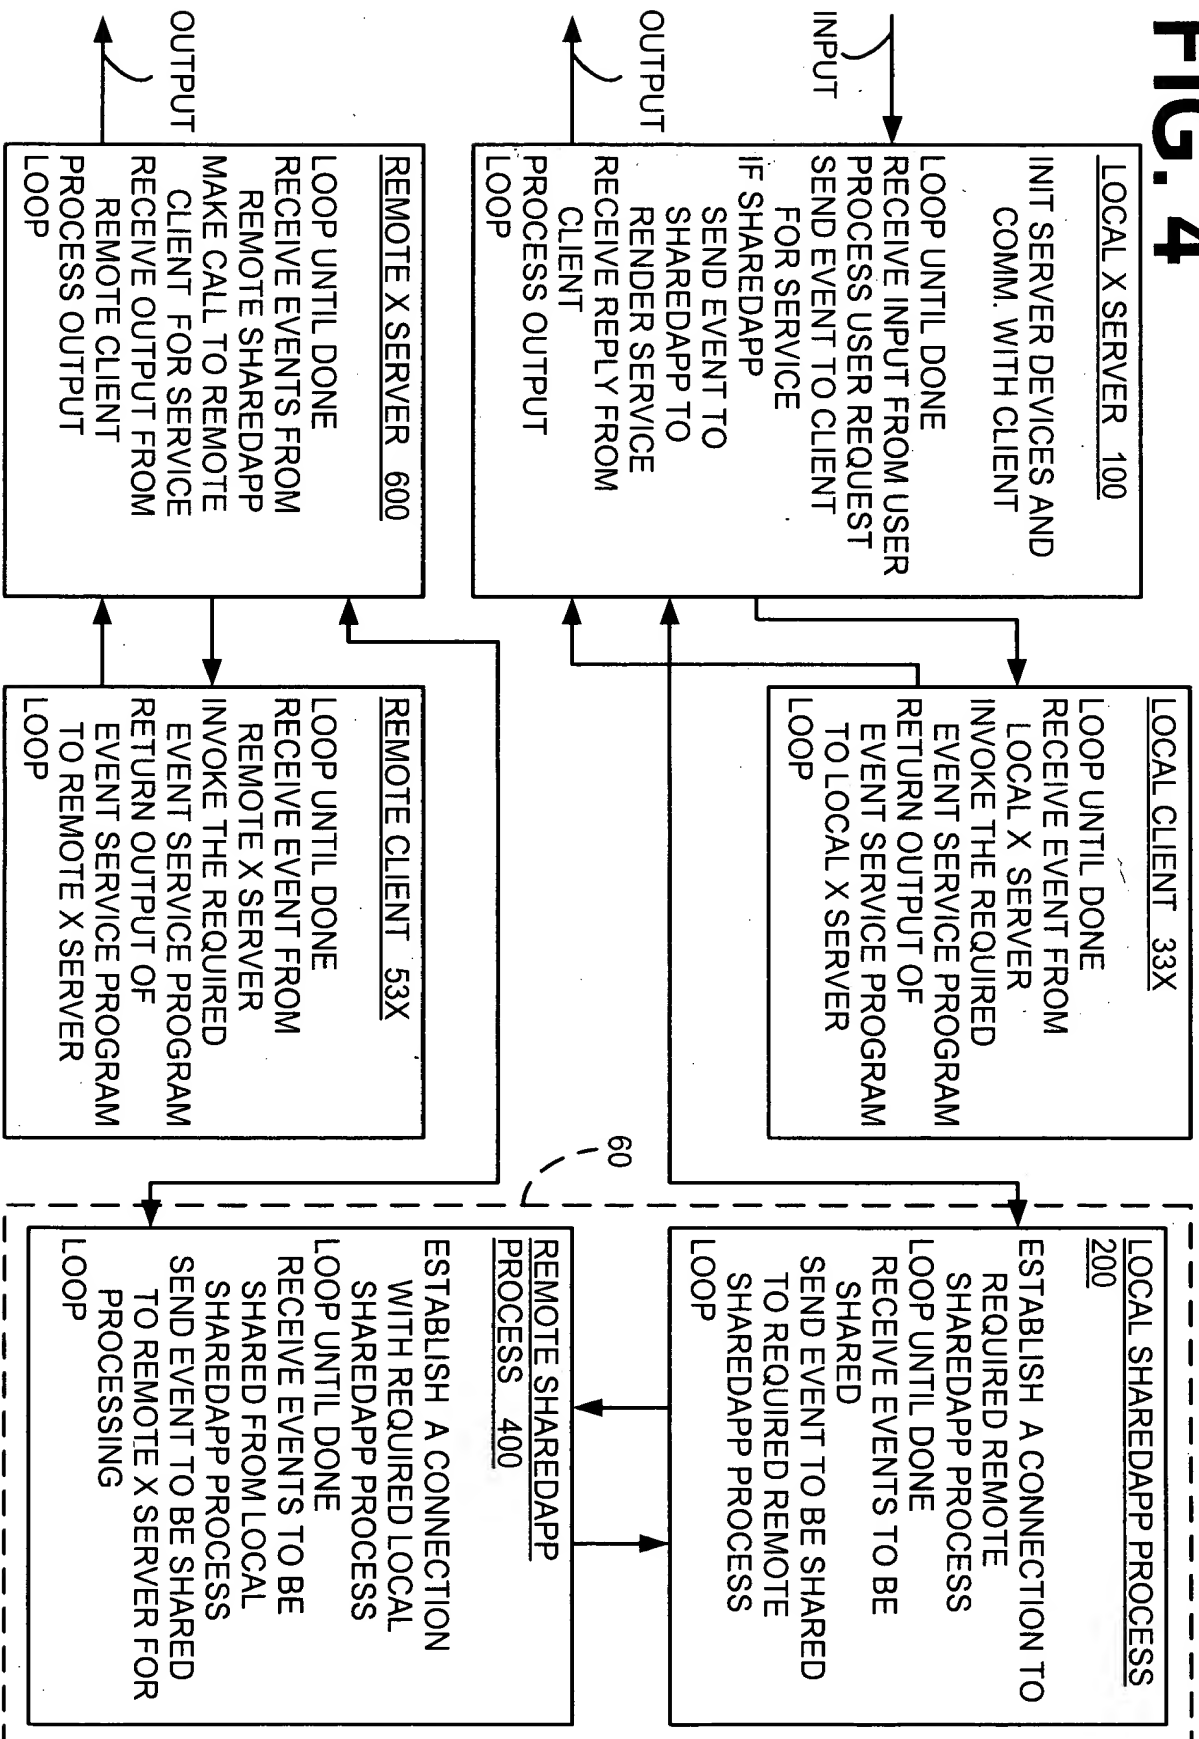 FIG. 4
INPUT
OUTPUT
LOCAL X SERVER 100
INIT SERVER DEVICES AND
COMM. WITH CLIENT
LOOP UNTIL DONE
RECEIVE INPUT FROM USER
PROCESS USER REQUEST
SEND EVENT TO CLIENT
FOR SERVICE
IF SHAREDAPP
SEND EVENT TO
SHAREDAPP TO
RENDER SERVICE
RECEIVE REPLY FROM
CLIENT
PROCESS OUTPUT
LOOP
LOCAL CLIENT 33X
LOOP UNTIL DONE
RECEIVE EVENT FROM
LOCAL X SERVER
INVOKE THE REQUIRED
EVENT SERVICE PROGRAM
RETURN OUTPUT OF
EVENT SERVICE PROGRAM
TO LOCAL X SERVER
LOOP
LOCAL SHAREDAPP PROCESS
200
ESTABLISH A CONNECTION TO
REQUIRED REMOTE
SHAREDAPP PROCESS
LOOP UNTIL DONE
RECEIVE EVENTS TO BE
SHARED
SEND EVENT TO BE SHARED
TO REQUIRED REMOTE
SHAREDAPP PROCESS
LOOP
60
OUTPUT
REMOTE X SERVER 600
LOOP UNTIL DONE
RECEIVE EVENTS FROM
REMOTE SHAREDAPP
MAKE CALL TO REMOTE
CLIENT FOR SERVICE
RECEIVE OUTPUT FROM
REMOTE CLIENT
PROCESS OUTPUT
LOOP
REMOTE CLIENT 53X
LOOP UNTIL DONE
RECEIVE EVENT FROM
REMOTE X SERVER
INVOKE THE REQUIRED
EVENT SERVICE PROGRAM
RETURN OUTPUT OF
EVENT SERVICE PROGRAM
TO REMOTE X SERVER
LOOP
REMOTE SHAREDAPP
PROCESS 400
ESTABLISH A CONNECTION
WITH REQUIRED LOCAL
SHAREDAPP PROCESS
LOOP UNTIL DONE
RECEIVE EVENTS TO BE
SHARED FROM LOCAL
SHAREDAPP PROCESS
SEND EVENT TO BE SHARED
TO REMOTE X SERVER FOR
PROCESSING
LOOP